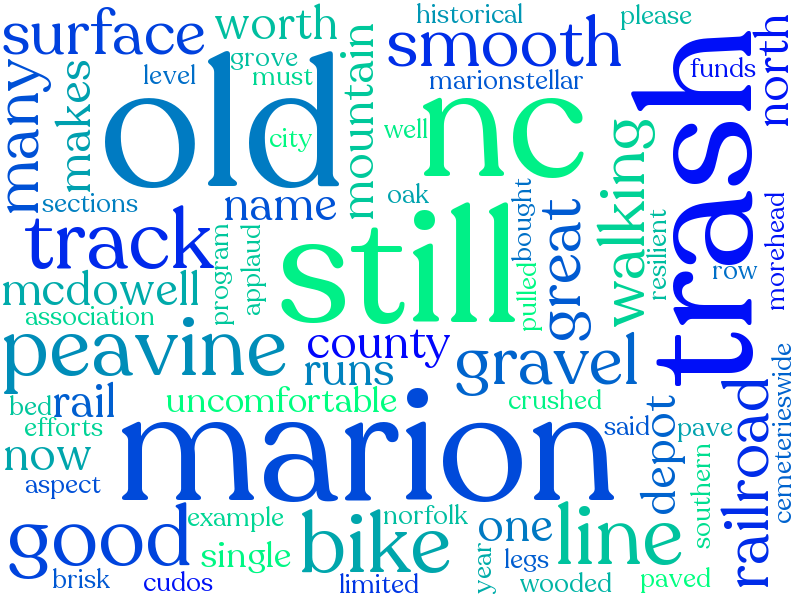 historical
please
surface
worth
smooth
grove
level
must
marionstellar
funds
north
many
makes
old
mountain
nc
trash
city
well
walking
oak
sections
name
bought
great
resilient
morehead
track
still
program
applaud
row
mcdowell
pulled
association
peavine
county
runs
gravel
cemeterieswide
bed
rail
uncomfortable
crushed
railroad
efforts
marion
said
depot
pave
now
aspect
southern
good
example
norfolk
bike
one
line
single
year
legs
brisk
cudos
limited
wooded
paved